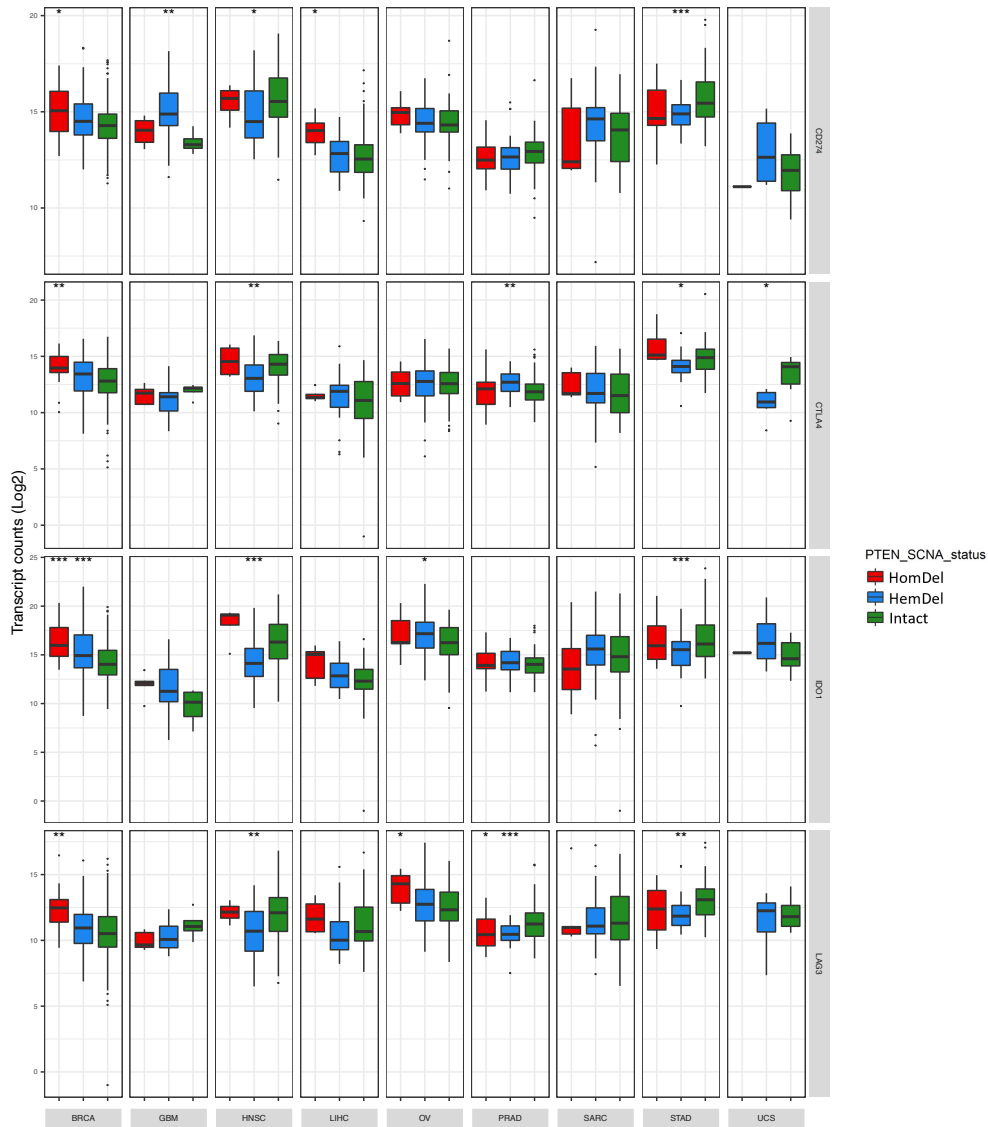 * ** * * ***
20
15
10
CD274
** ** ** * *
20
15
10
5
0
CTLA4
Transcript counts (Log2)
*** *** *** * ***
25
20
15
10
5
0
IDO1
PTEN_SCNA_status
HomDel
HemDel
Intact
** ** * * *** **
15
10
5
0
LAG3
BRCA GBM HNSC LIHC OV PRAD SARC STAD UCS